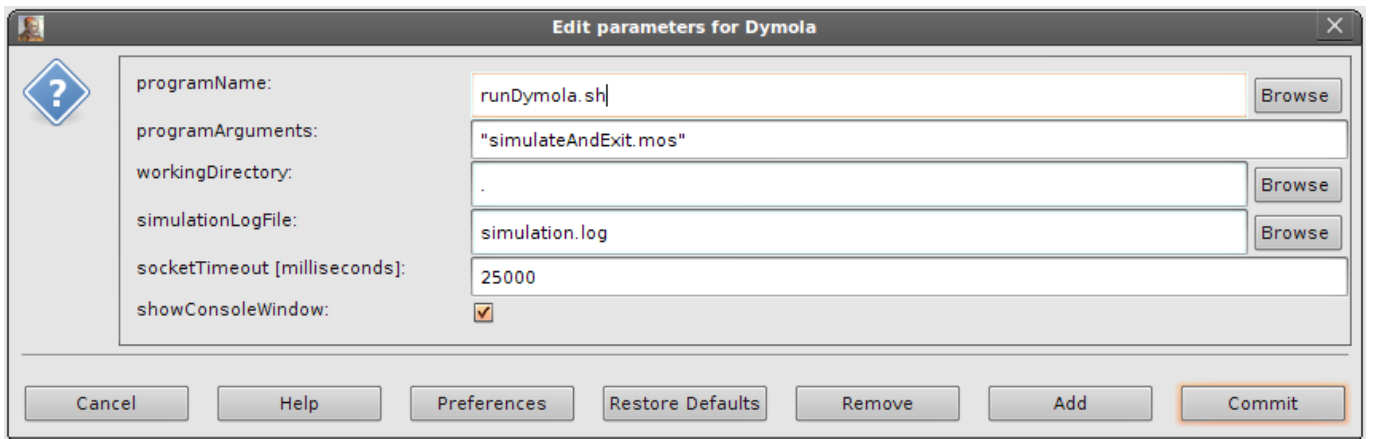 Edit parameters for Dymola
?
programName: runDymola.sh Browse
programArguments: "simulateAndExit.mos"
workingDirectory: . Browse
simulationLogFile: simulation.log Browse
socketTimeout [milliseconds]: 25000
showConsoleWindow:
Cancel Help Preferences Restore Defaults Remove Add Commit